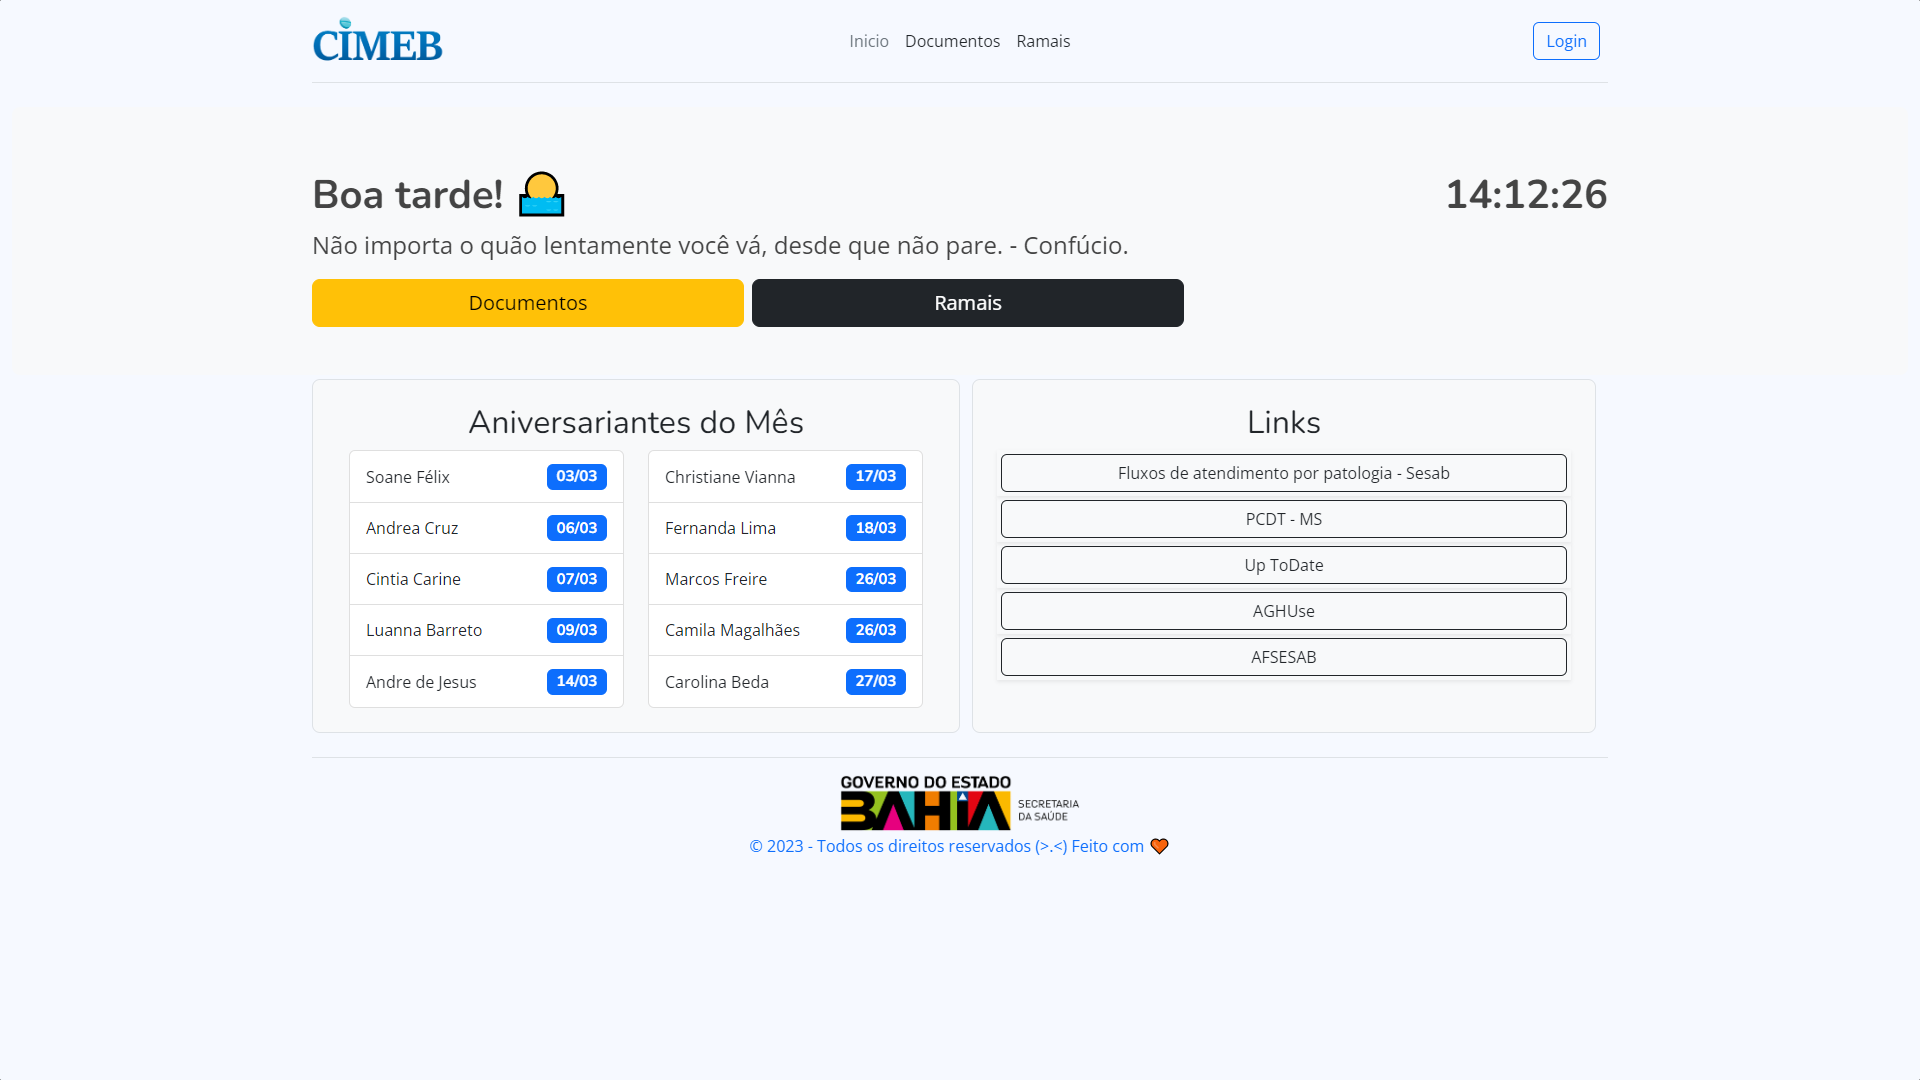 CIMEB
Inicio Documentos Ramais
Login
Boa tarde!
14:12:26
Não importa o quão lentamente você vá, desde que não pare. - Confúcio.
Documentos
Ramais
Aniversariantes do Mês
Soane Félix 03/03
Andrea Cruz 06/03
Cintia Carine 07/03
Luanna Barreto 09/03
Andre de Jesus 14/03
Christiane Vianna 17/03
Fernanda Lima 18/03
Marcos Freire 26/03
Camila Magalhães 26/03
Carolina Beda 27/03
Links
Fluxos de atendimento por patologia - Sesab
PCDT - MS
Up ToDate
AGHUse
AFSESAB
GOVERNO DO ESTADO
BAHIA
SECRETARIA
DA SAÚDE
© 2023 - Todos os direitos reservados (>.<) Feito com